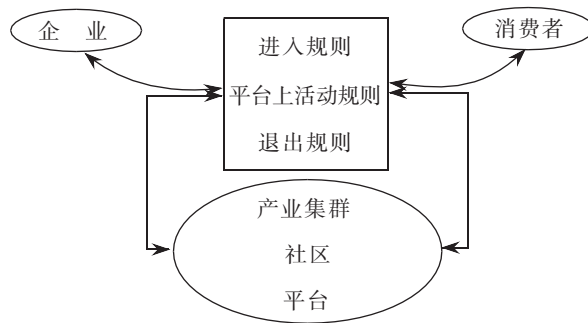 企 业
消费者
进入规则
平台上活动规则
退出规则
产业集群
社区
平台